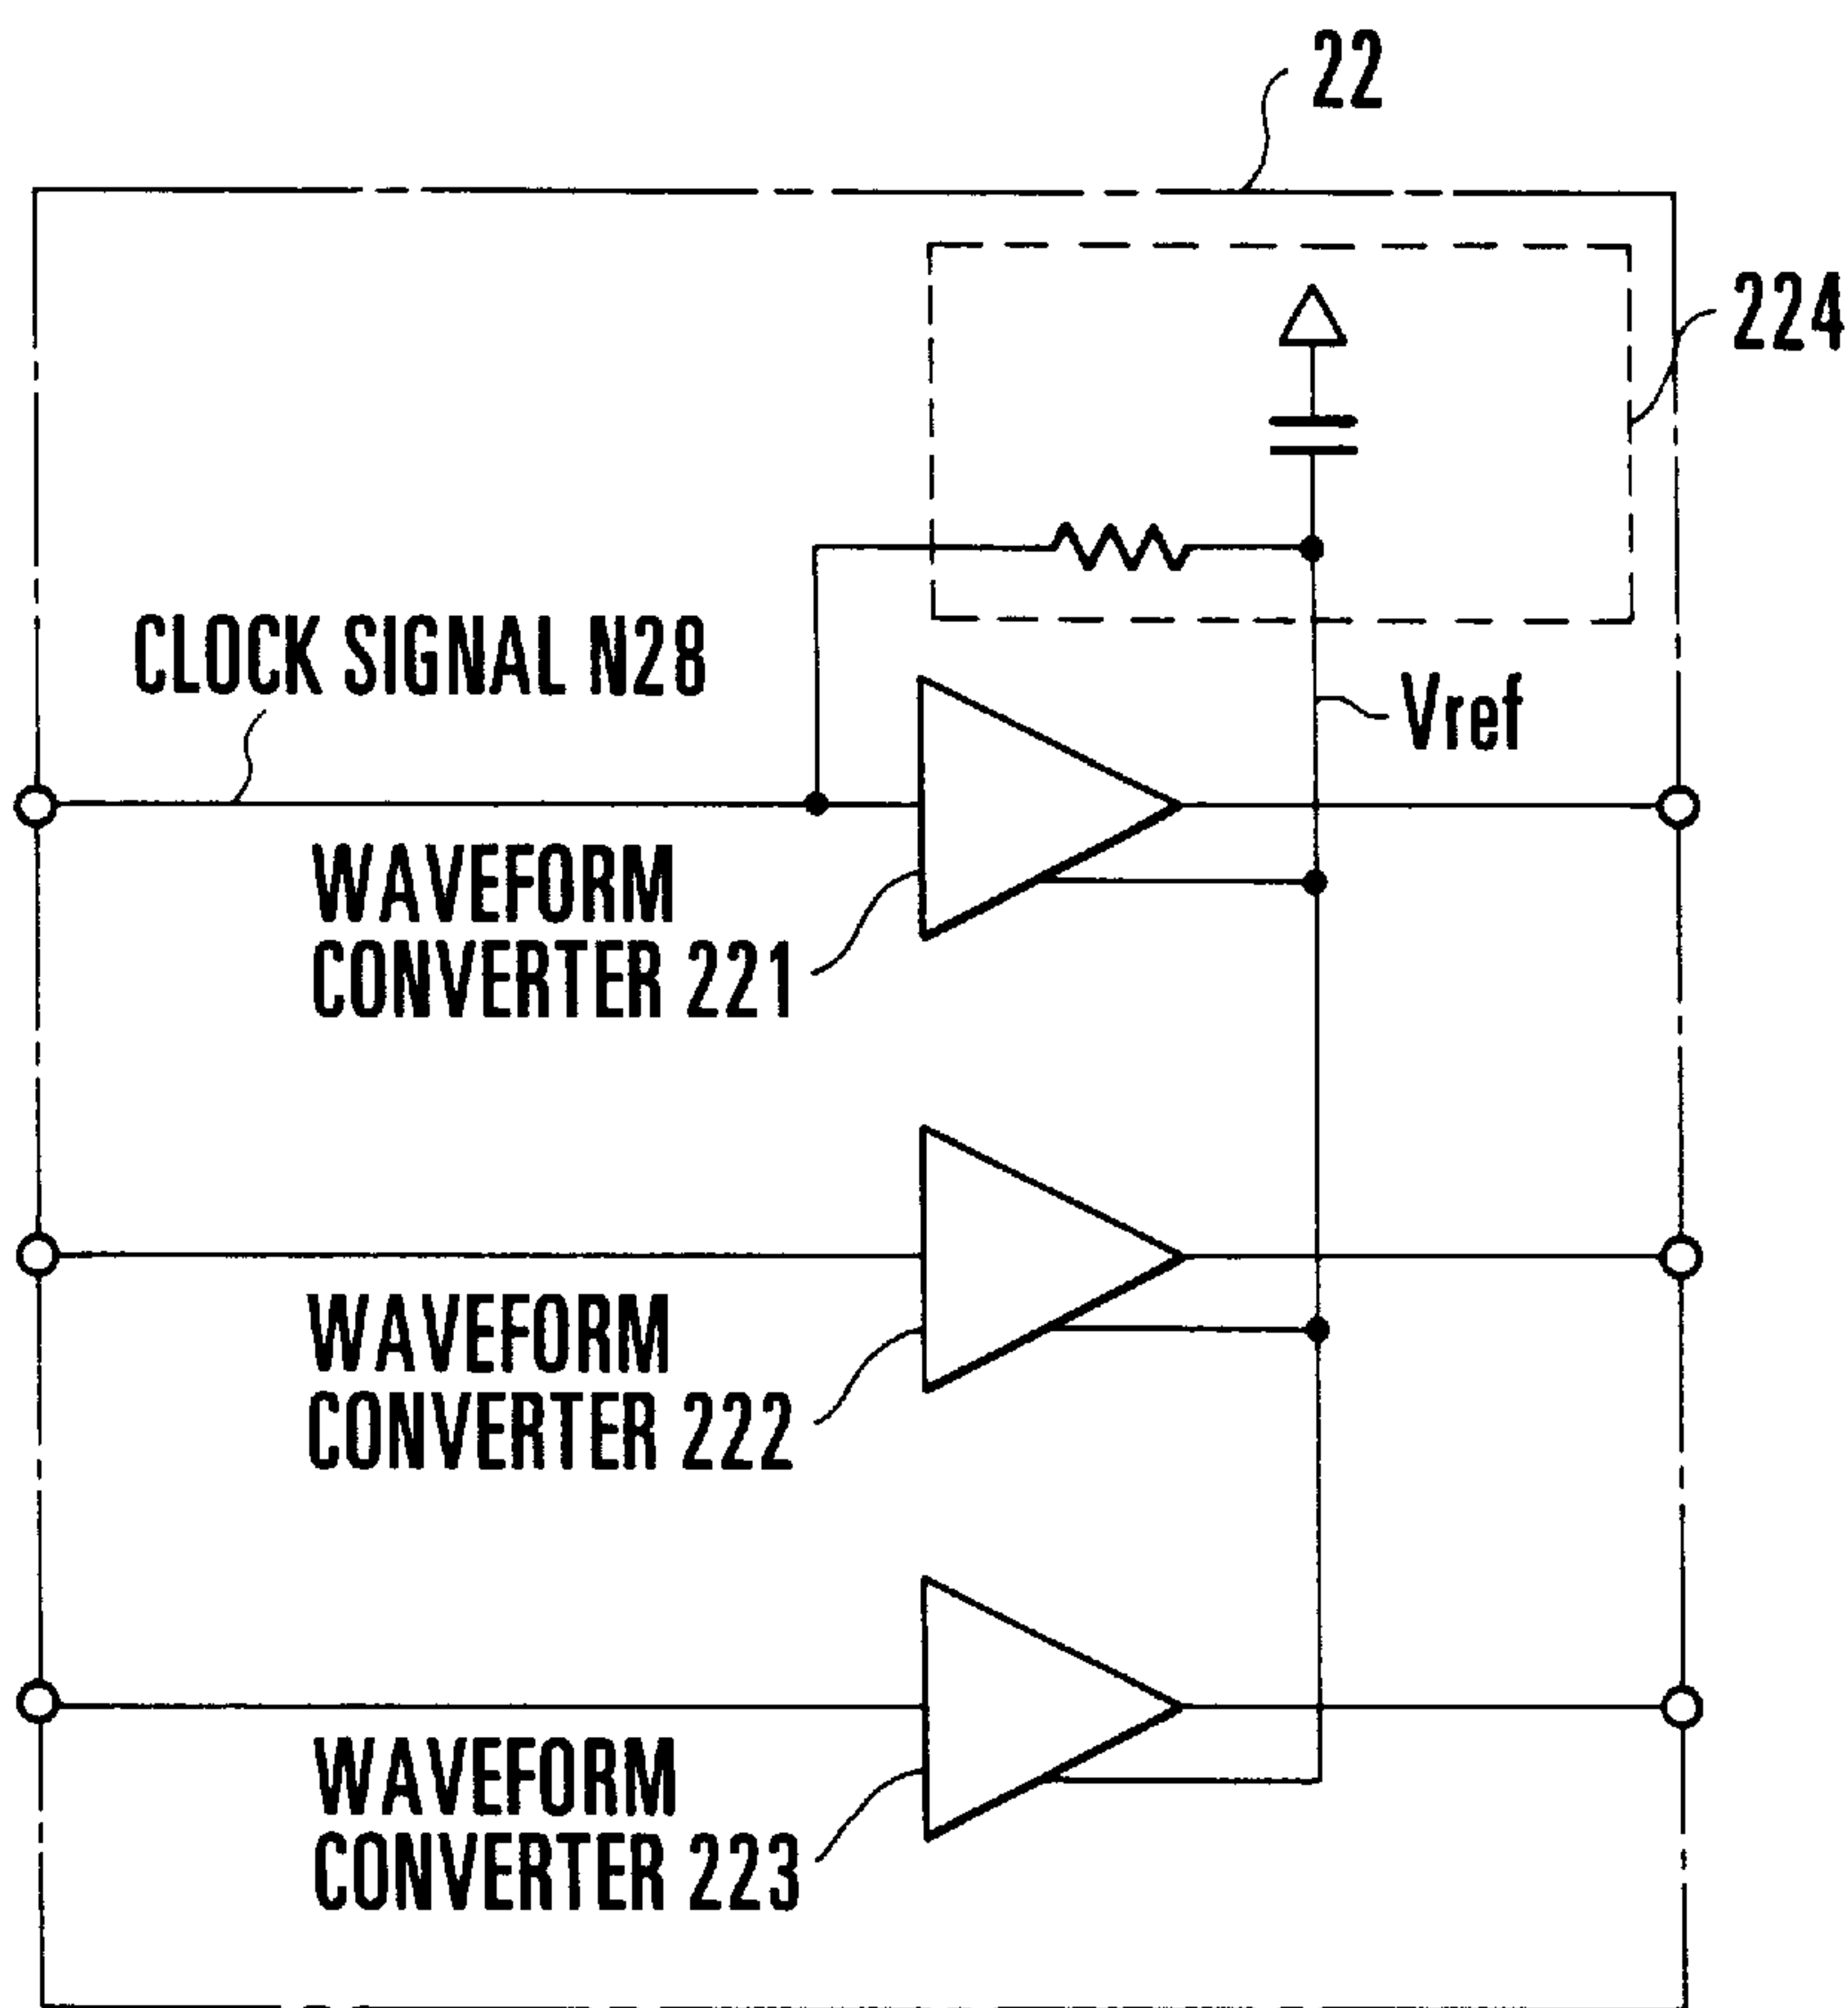 22
224
CLOCK SIGNAL N28
Vref
WAVEFORM
CONVERTER 221
WAVEFORM
CONVERTER 222
WAVEFORM
CONVERTER 223